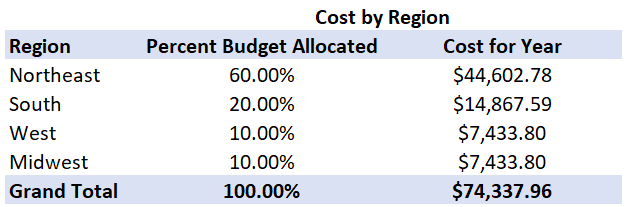 Cost by Region
Region Percent Budget Allocated Cost for Year
Northeast 60.00% $44,602.78
South 20.00% $14,867.59
West 10.00% $7,433.80
Midwest 10.00% $7,433.80
Grand Total 100.00% $74,337.96